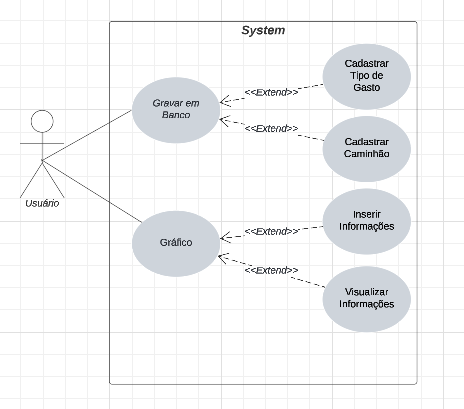 System
Cadastrar
Tipo de
Gasto
<<Extend>>
Gravar em
Banco
<<Extend>>
Cadastrar
Caminhão
Usuário
Inserir
Informações
<<Extend>>
Gráfico
<<Extend>>
Visualizar
Informações